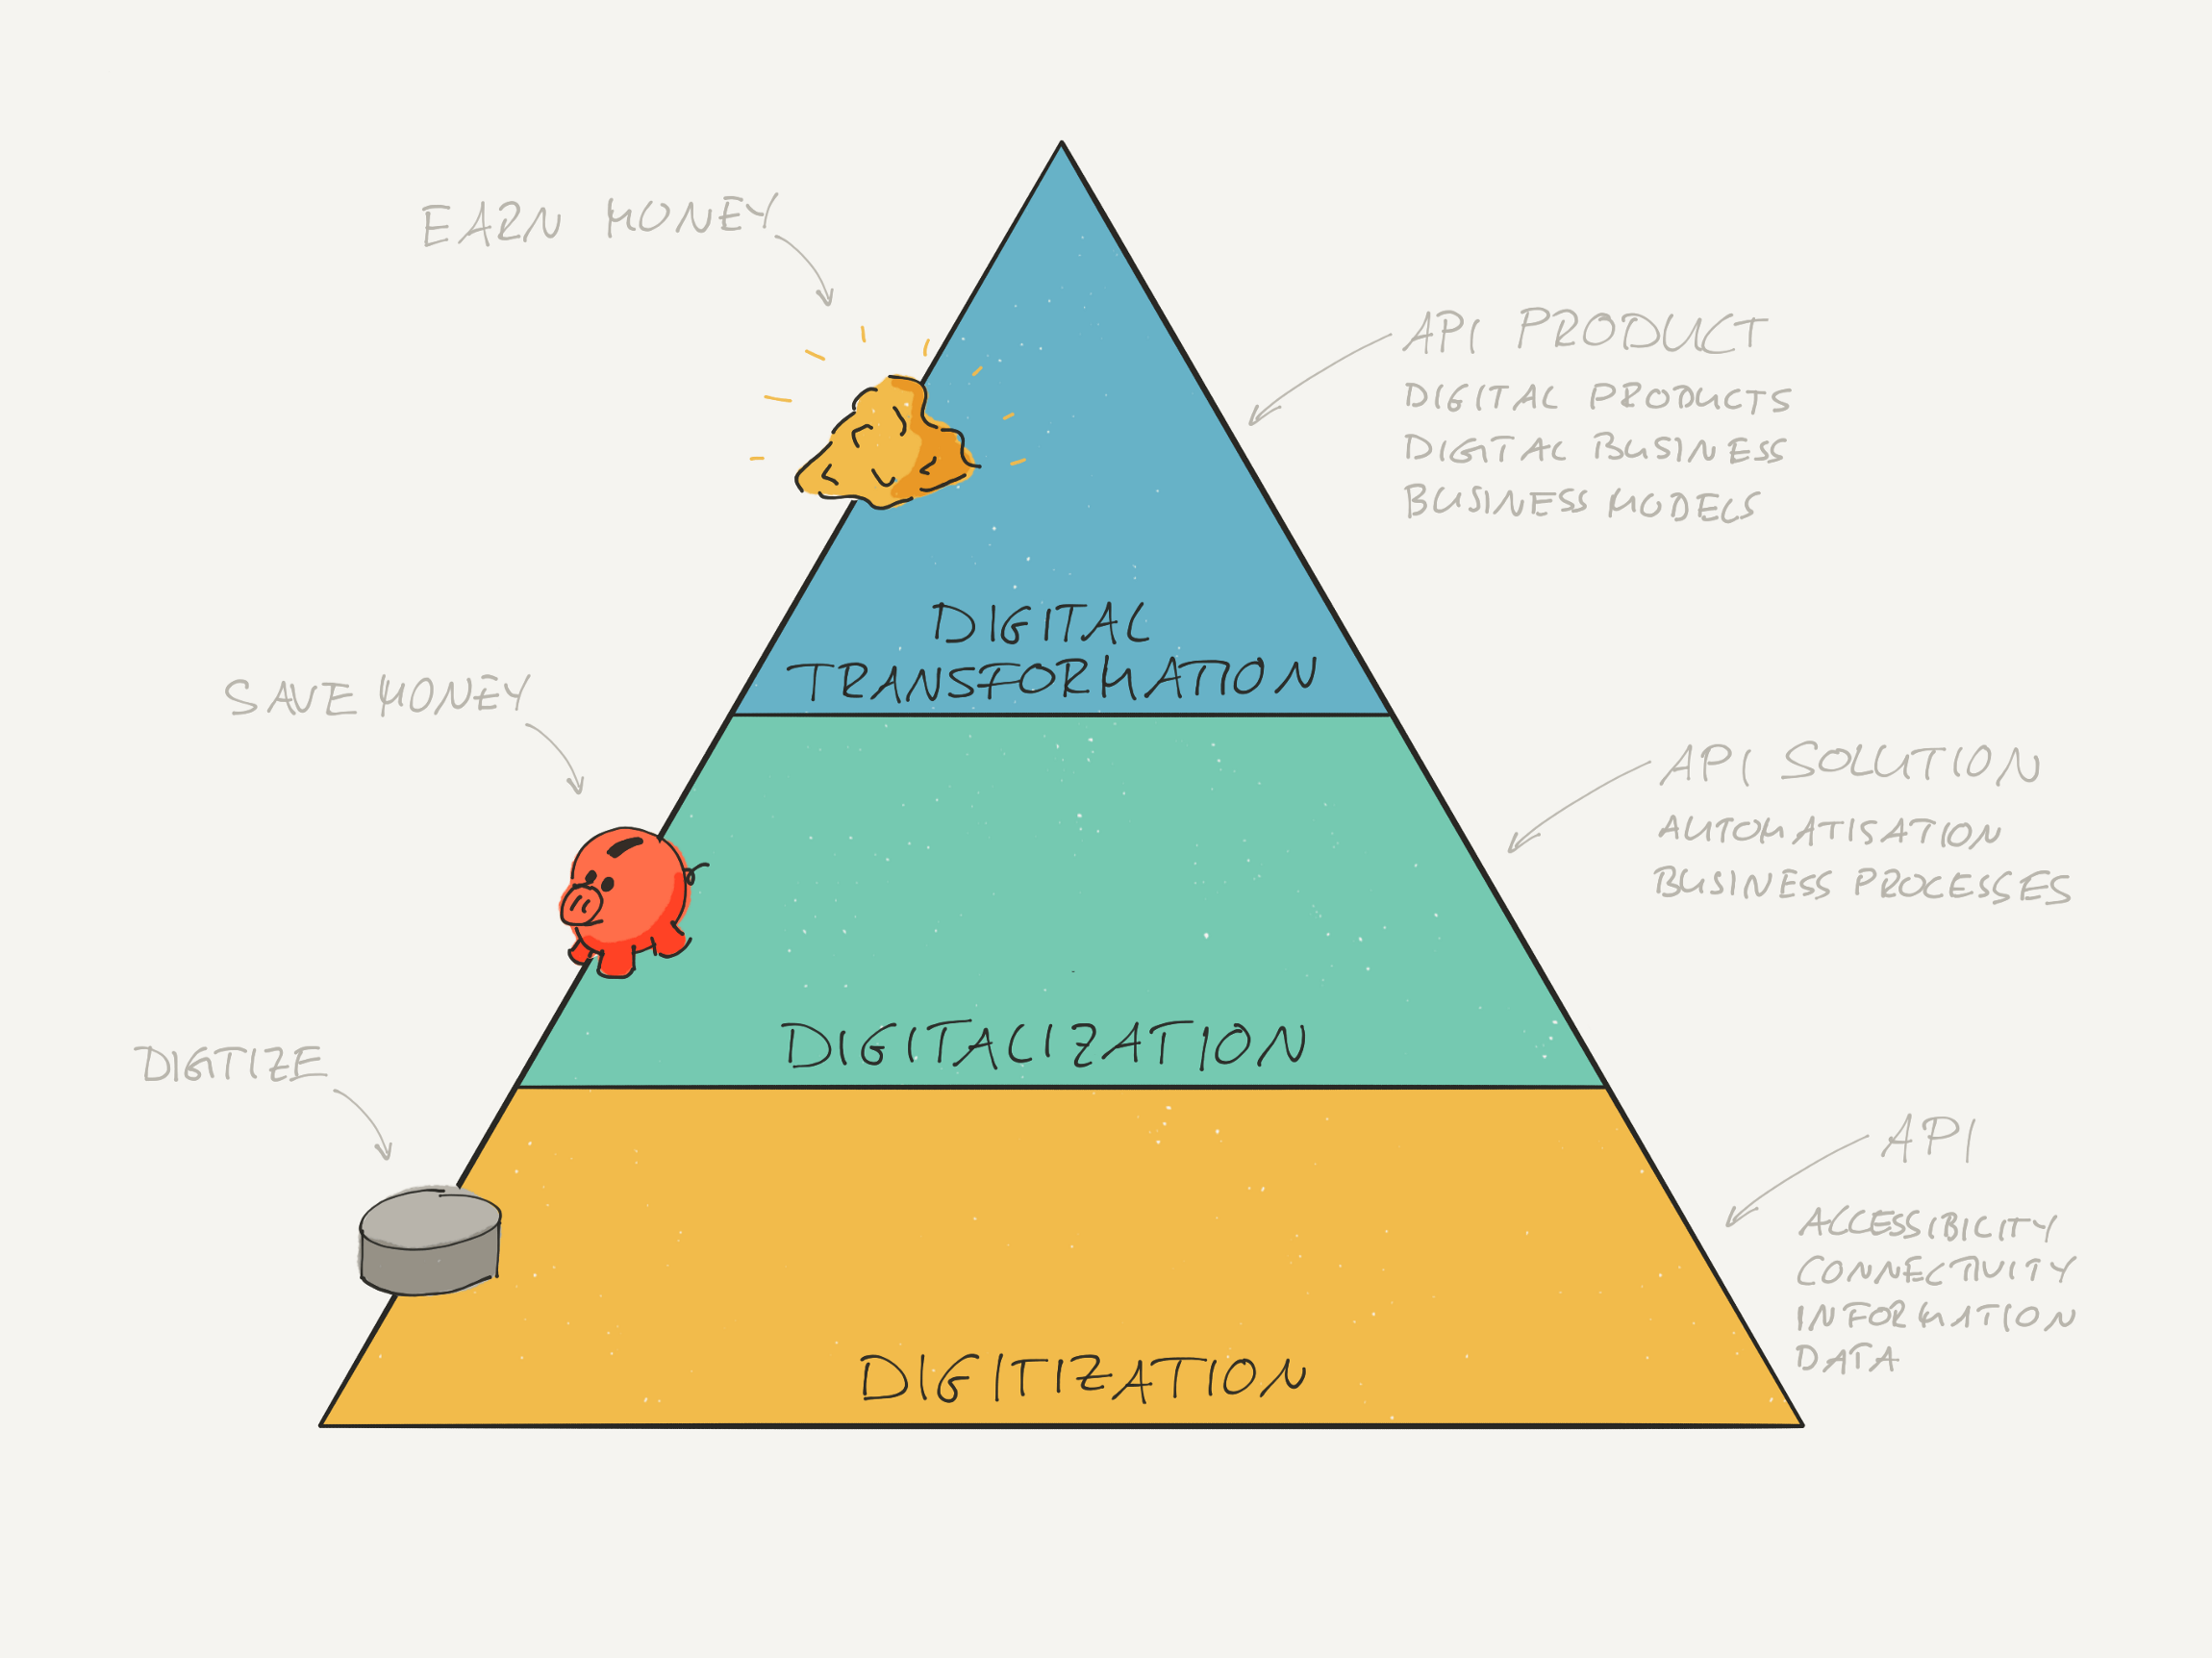 EARN MONEY
API PRODUCT
DIGITAL PRODUCTS
DIGITAL BUSINESS
BUSINESS MODELS
DIGITAL
TRANSFORMATION
SAVE MONEY
API SOLUTION
AUTOMATISATION
BUSINESS PROCESSES
DIGITALIZATION
DIGITIZE
API
ACCESSIBILITY
CONNECTIVITY
INFORMATION
DATA
DIGITIZATION